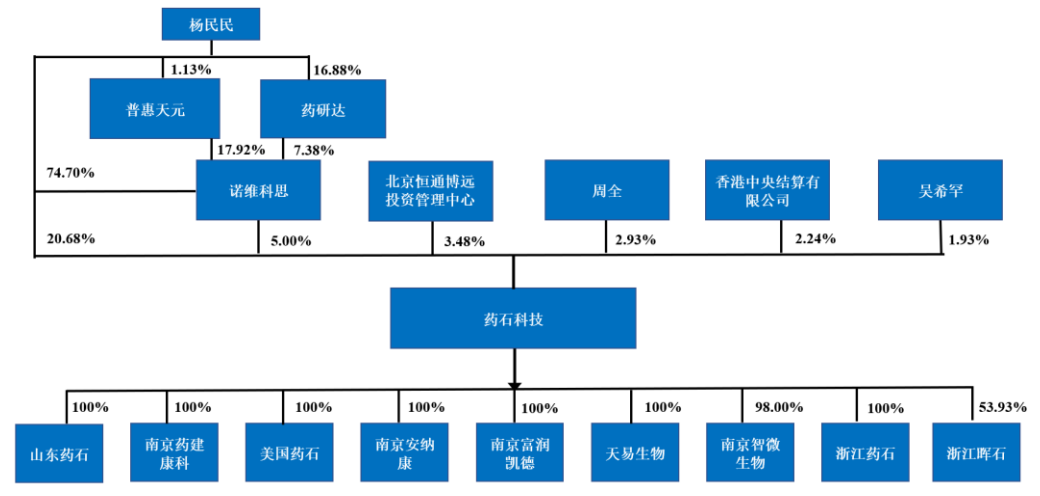 杨民民
1.13%
16.88%
普惠天元
药研达
17.92%
7.38%
74.70%
诺维科思
北京恒通博远
投资管理中心
周全
香港中央结算有
限公司
吴希罕
20.68%
5.00%
3.48%
2.93%
2.24%
1.93%
药石科技
100%
100%
100%
100%
100%
100%
98.00%
100%
53.93%
山东药石
南京药建
康科
美国药石
南京安纳
康
南京富润
凯德
天易生物
南京智微
生物
浙江药石
浙江晖石